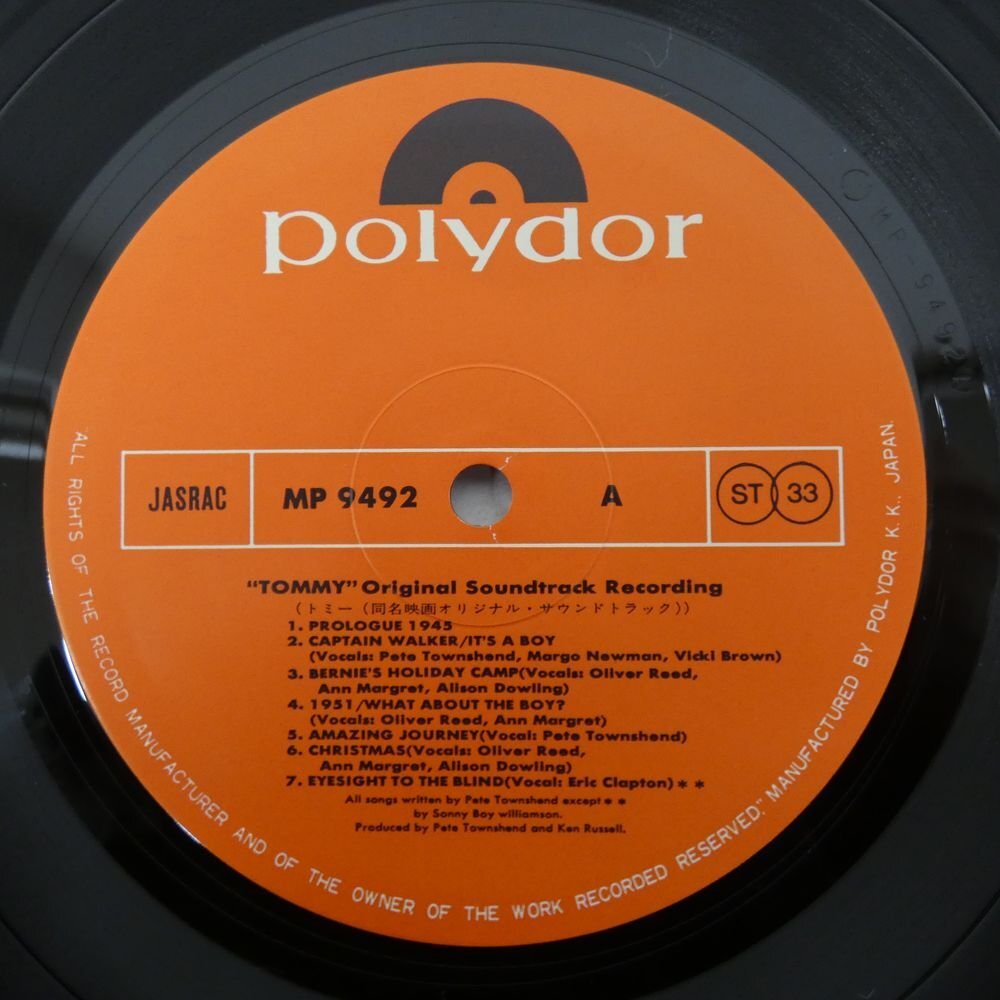 polydor
JASRAC
MP 9492
A
ST 33
"TOMMY" Original Soundtrack Recording
(トミー (同名映画オリジナル・サウンドトラック))
1. PROLOGUE 1945
2. CAPTAIN WALKER/IT'S A BOY
(Vocals: Pete Townshend, Margo Newman, Vicki Brown)
3. BERNIE'S HOLIDAY CAMP(Vocals: Oliver Reed,
Ann Margret, Alison Dowling)
4. 1951/WHAT ABOUT THE BOY?
(Vocals: Oliver Reed, Ann Margret)
5. AMAZING JOURNEY(Vocal: Pete Townshend)
6. CHRISTMAS(Vocals: Oliver Reed,
Ann Margret, Alison Dowling)
7. EYESIGHT TO THE BLIND(Vocal: Eric Clapton)**
All songs written by Pete Townshend except**
by Sonny Boy williamson.
Produced by Pete Townshend and Ken Russell.
"ALL RIGHTS OF THE RECORD MANUFACTURER AND OF THE OWNER OF THE WORK RECORDED RESERVED." MANUFACTURED BY POLYDOR K.K., JAPAN.
MP-9492